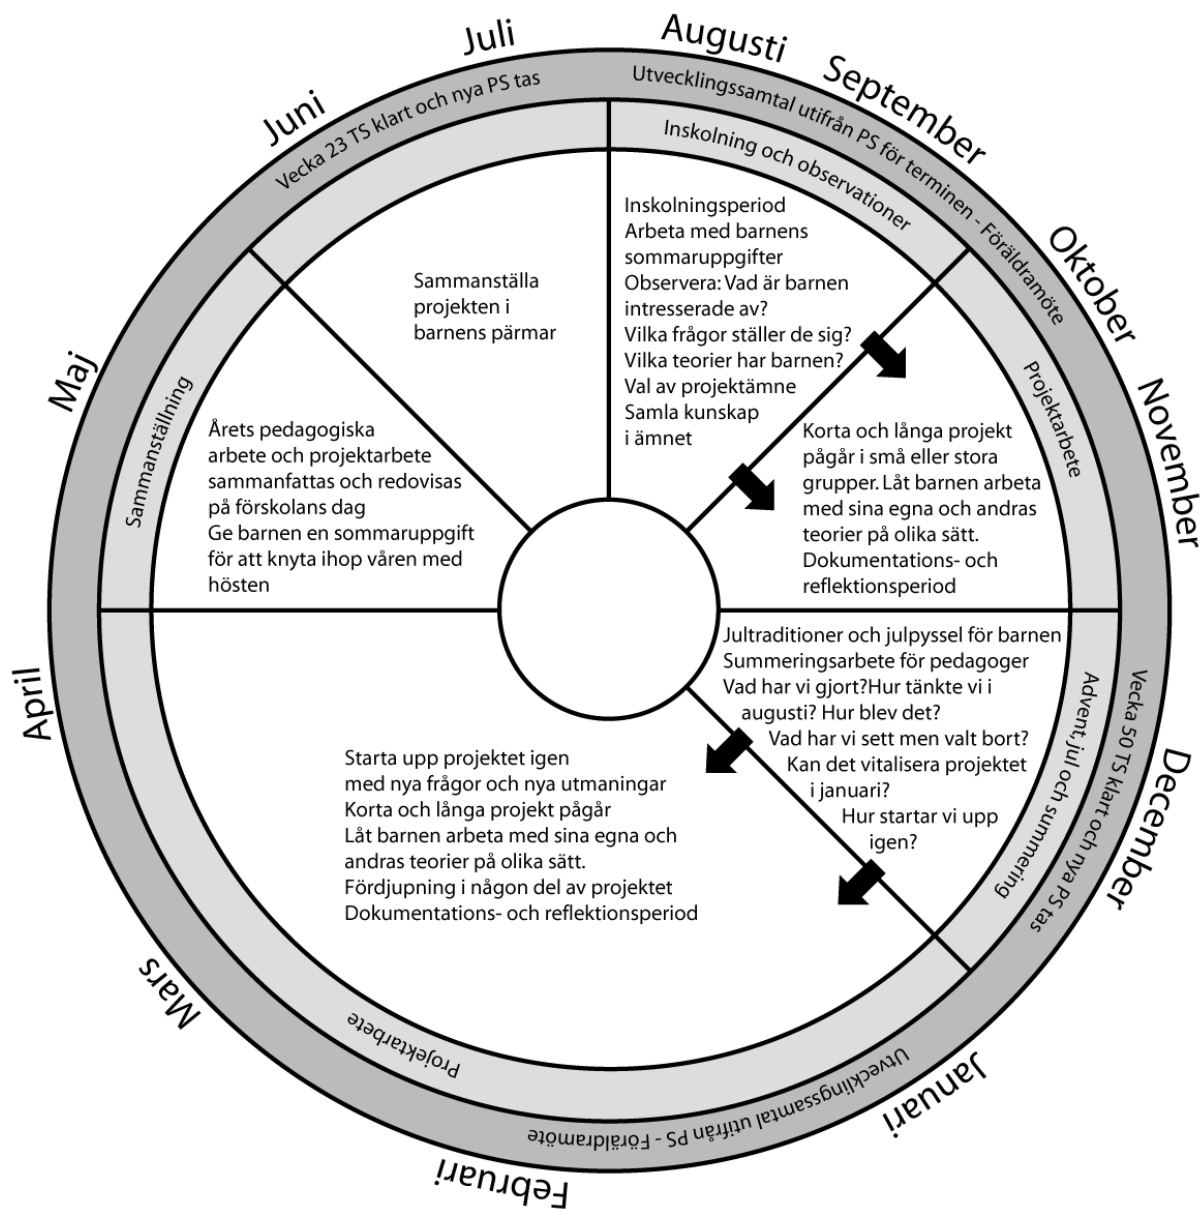 Augusti
September
Oktober
November
December
Januari
Februari
Mars
April
Maj
Juni
Juli
Utvecklingssamtal utifrån PS för terminen - Föräldramöte
Vecka 50 TS klart och nya PS tas
Utvecklingssamtal utifrån PS - Föräldramöte
Vecka 23 TS klart och nya PS tas
Inskolning och observationer
Projektarbete
Advent, jul och summering
Projektarbete
Sammanställning
Inskolningsperiod
Arbeta med barnens
sommaruppgifter
Observera: Vad är barnen
intresserade av?
Vilka frågor ställer de sig?
Vilka teorier har barnen?
Val av projektämne
Samla kunskap
i ämnet
Korta och långa projekt
pågår i små eller stora
grupper. Låt barnen arbeta
med sina egna och andras
teorier på olika sätt.
Dokumentations- och
reflektionsperiod
Jultraditioner och julpyssel för barnen
Summeringsarbete för pedagoger
Vad har vi gjort?Hur tänkte vi i
augusti? Hur blev det?
Vad har vi sett men valt bort?
Kan det vitalisera projektet
i januari?
Hur startar vi upp
igen?
Starta upp projektet igen
med nya frågor och nya utmaningar
Korta och långa projekt pågår
Låt barnen arbeta med sina egna och
andras teorier på olika sätt.
Fördjupning i någon del av projektet
Dokumentations- och reflektionsperiod
Årets pedagogiska
arbete och projektarbete
sammanfattas och redovisas
på förskolans dag
Ge barnen en sommaruppgift
för att knyta ihop våren med
hösten
Sammanställa
projekten i
barnens pärmar